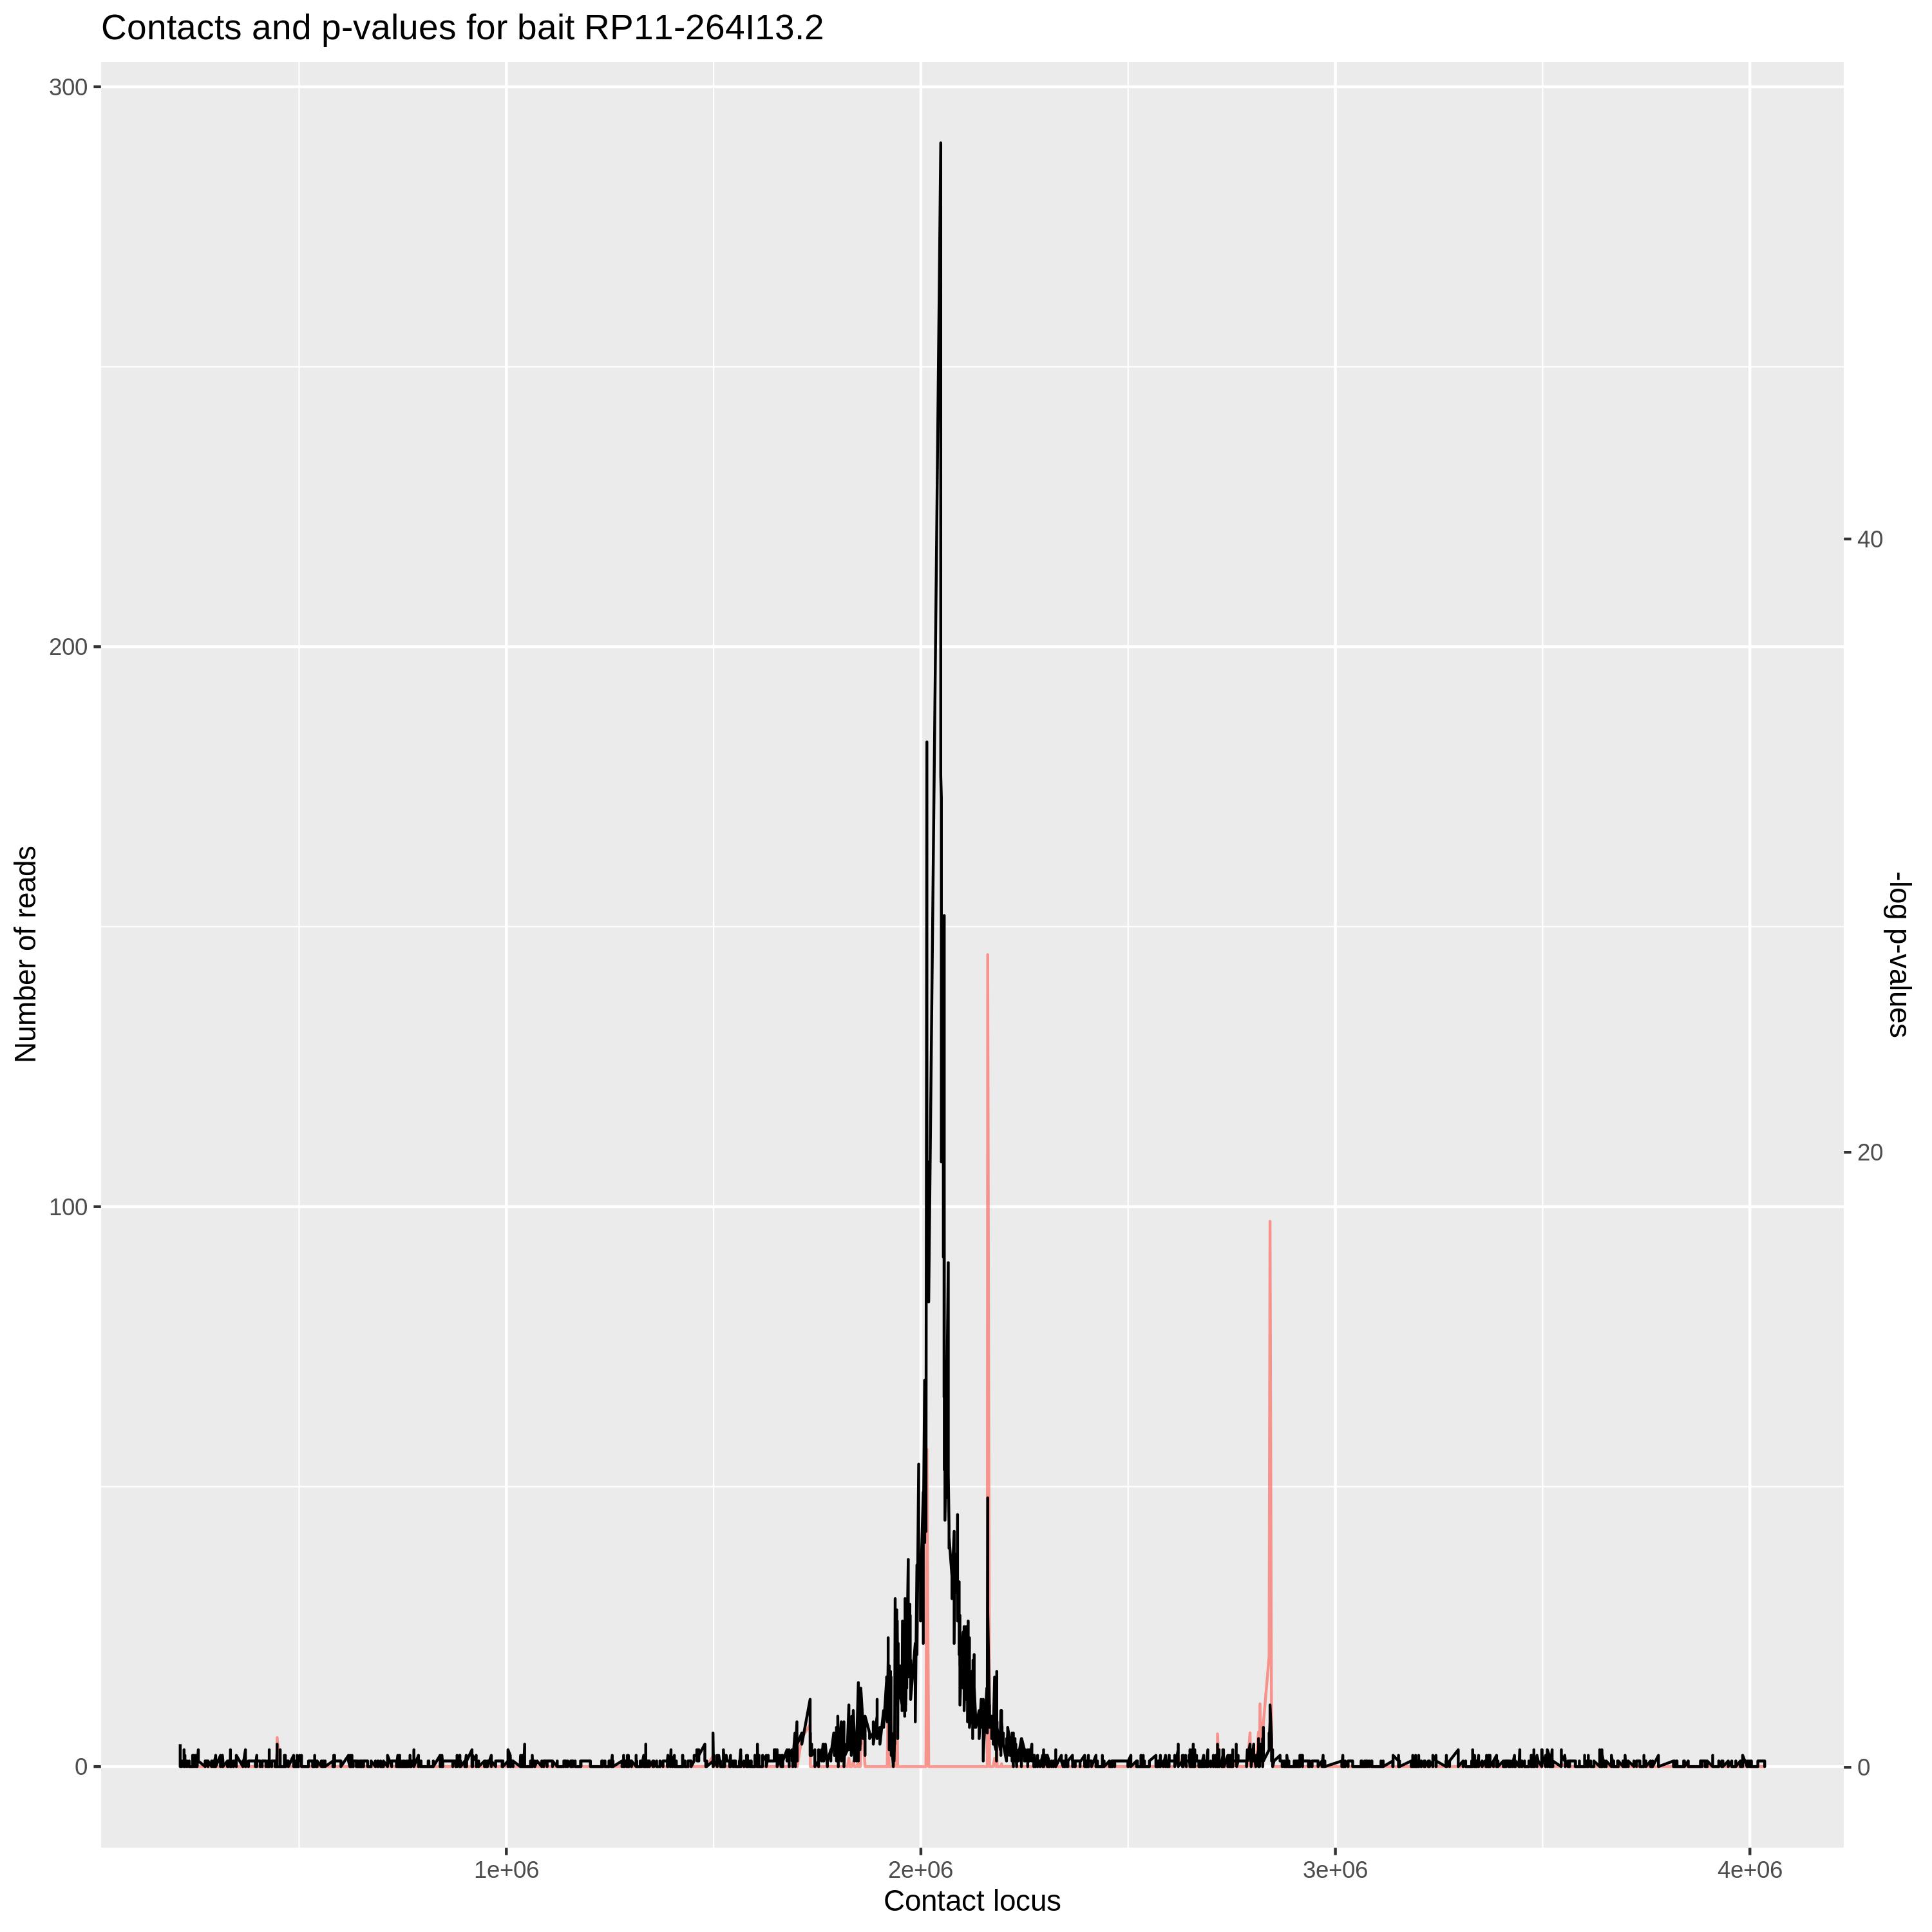 Contacts and p-values for bait RP11-264I13.2
300
200
100
0
Number of reads
40
20
0
-log p-values
1e+06
2e+06
3e+06
4e+06
Contact locus